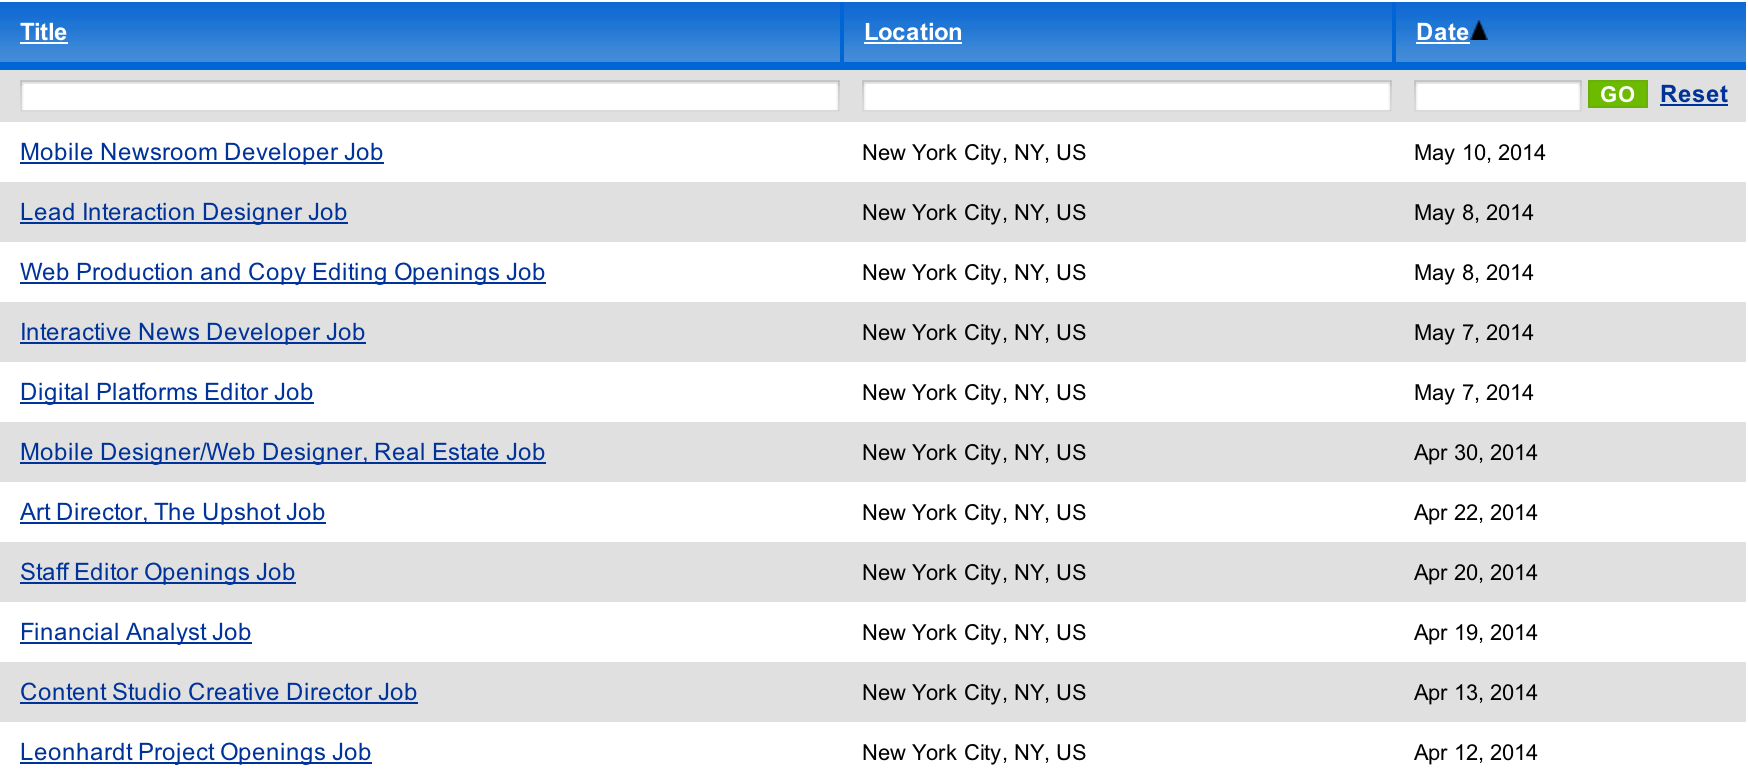 Title Location Date▲
GO Reset
Mobile Newsroom Developer Job New York City, NY, US May 10, 2014
Lead Interaction Designer Job New York City, NY, US May 8, 2014
Web Production and Copy Editing Openings Job New York City, NY, US May 8, 2014
Interactive News Developer Job New York City, NY, US May 7, 2014
Digital Platforms Editor Job New York City, NY, US May 7, 2014
Mobile Designer/Web Designer, Real Estate Job New York City, NY, US Apr 30, 2014
Art Director, The Upshot Job New York City, NY, US Apr 22, 2014
Staff Editor Openings Job New York City, NY, US Apr 20, 2014
Financial Analyst Job New York City, NY, US Apr 19, 2014
Content Studio Creative Director Job New York City, NY, US Apr 13, 2014
Leonhardt Project Openings Job New York City, NY, US Apr 12, 2014